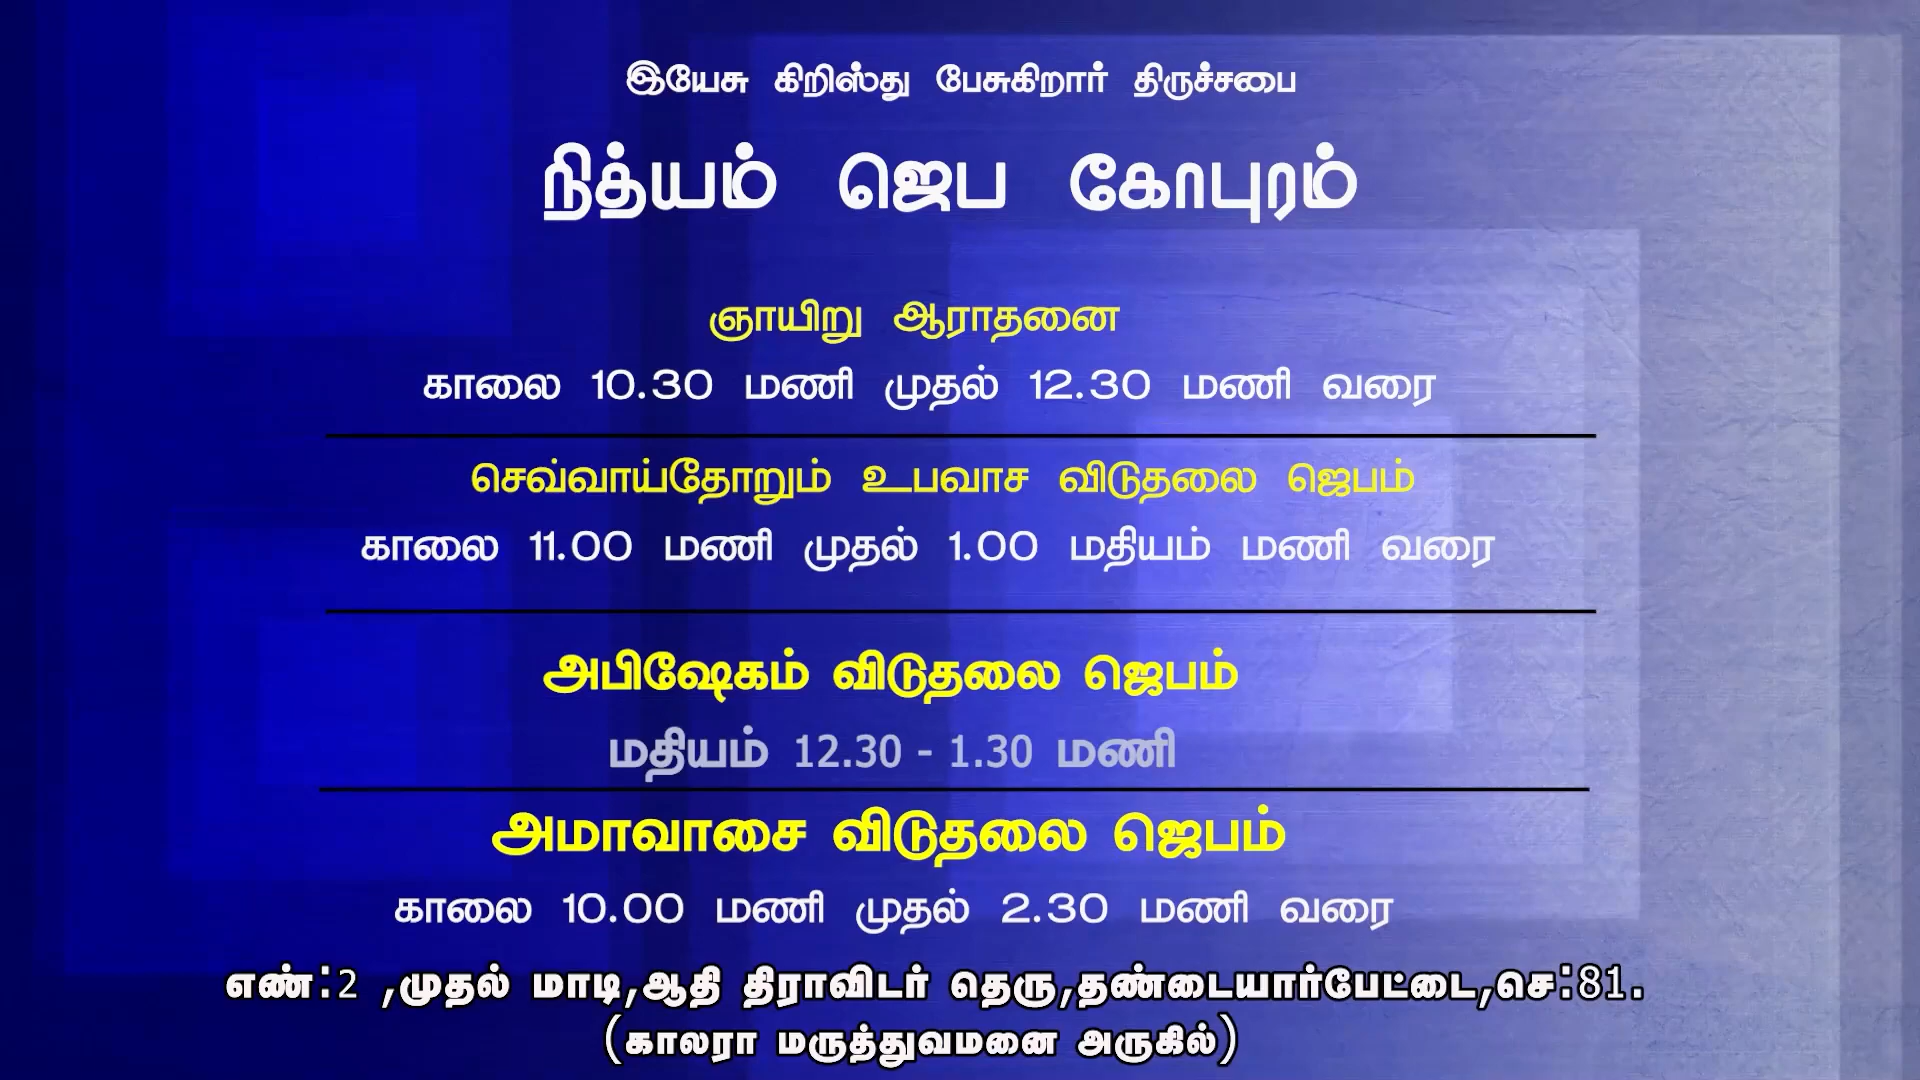 இயேசு கிறிஸ்து பேசுகிறார் திருச்சபை
நித்யம் ஜெப கோபுரம்
ஞாயிறு ஆராதனை
காலை 10.30 மணி முதல் 12.30 மணி வரை
செவ்வாய்தோறும் உபவாச விடுதலை ஜெபம்
காலை 11.00 மணி முதல் 1.00 மதியம் மணி வரை
அபிஷேகம் விடுதலை ஜெபம்
மதியம் 12.30 - 1.30 மணி
அமாவாசை விடுதலை ஜெபம்
காலை 10.00 மணி முதல் 2.30 மணி வரை
எண்:2 ,முதல் மாடி,ஆதி திராவிடர் தெரு,தண்டையார்பேட்டை,செ:81.
(காலரா மருத்துவமனை அருகில்)